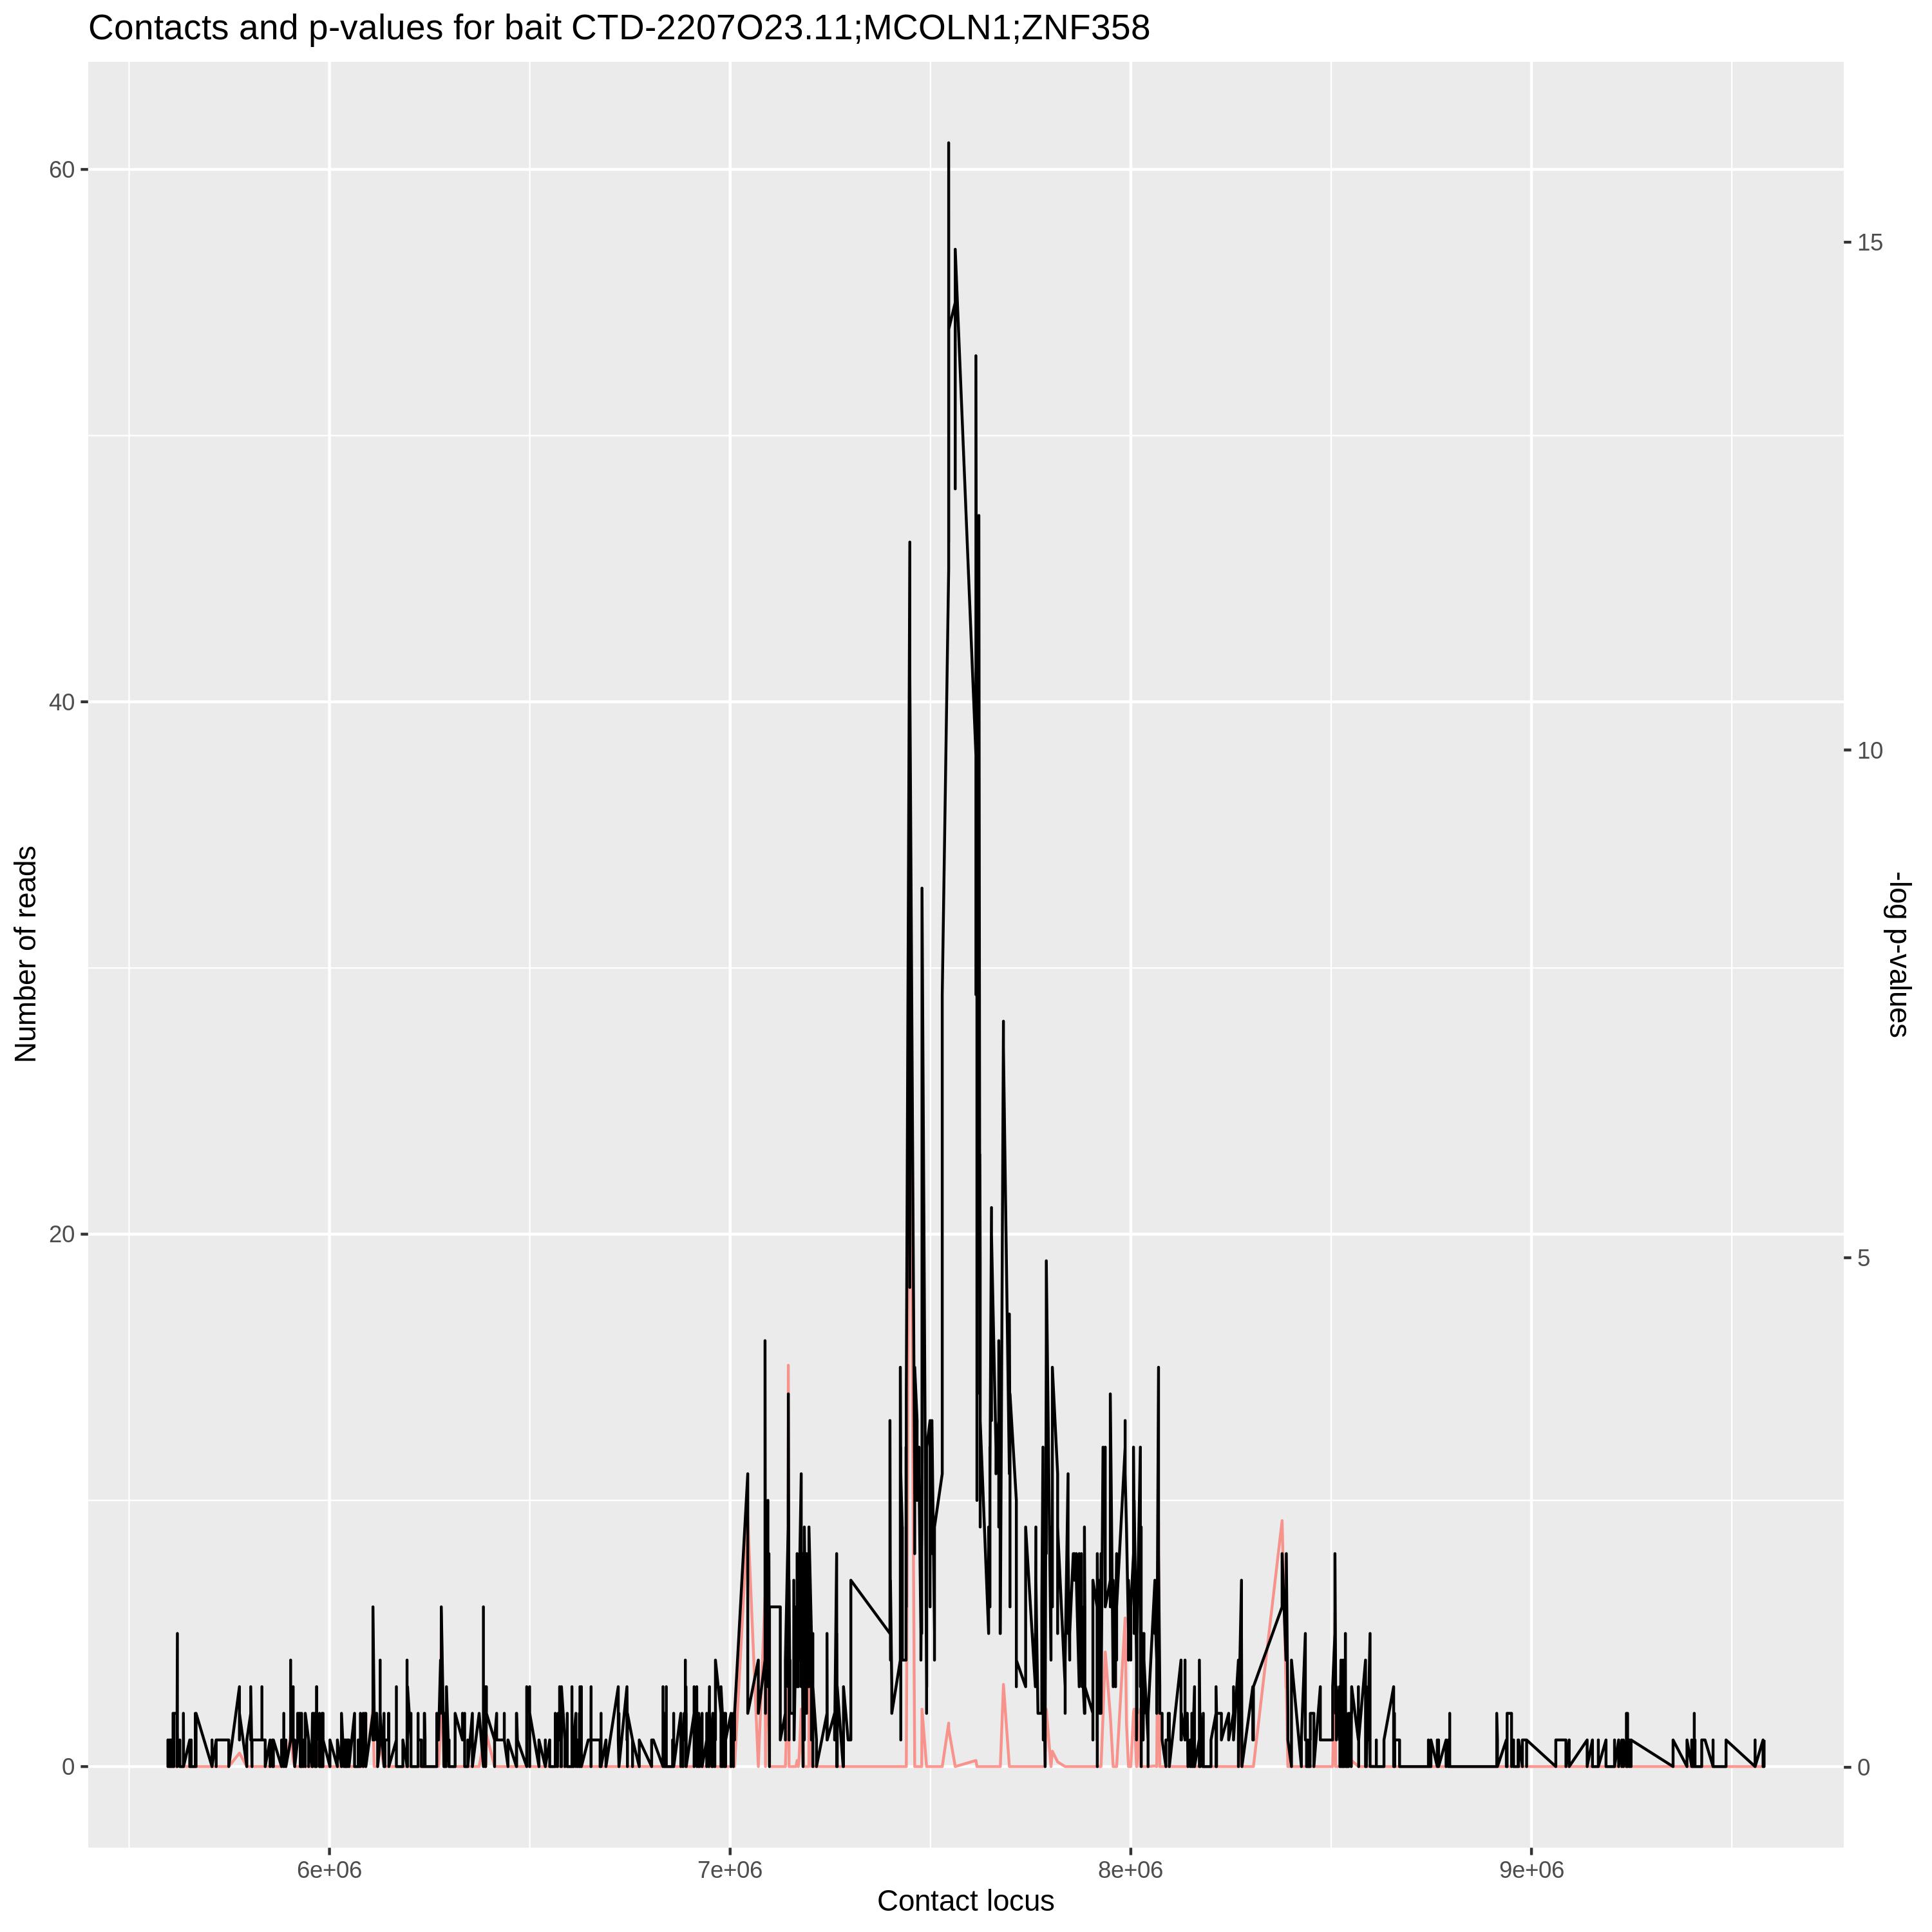 Contacts and p-values for bait CTD-2207O23.11;MCOLN1;ZNF358
60
40
20
0
Number of reads
15
10
5
0
-log p-values
6e+06
7e+06
8e+06
9e+06
Contact locus